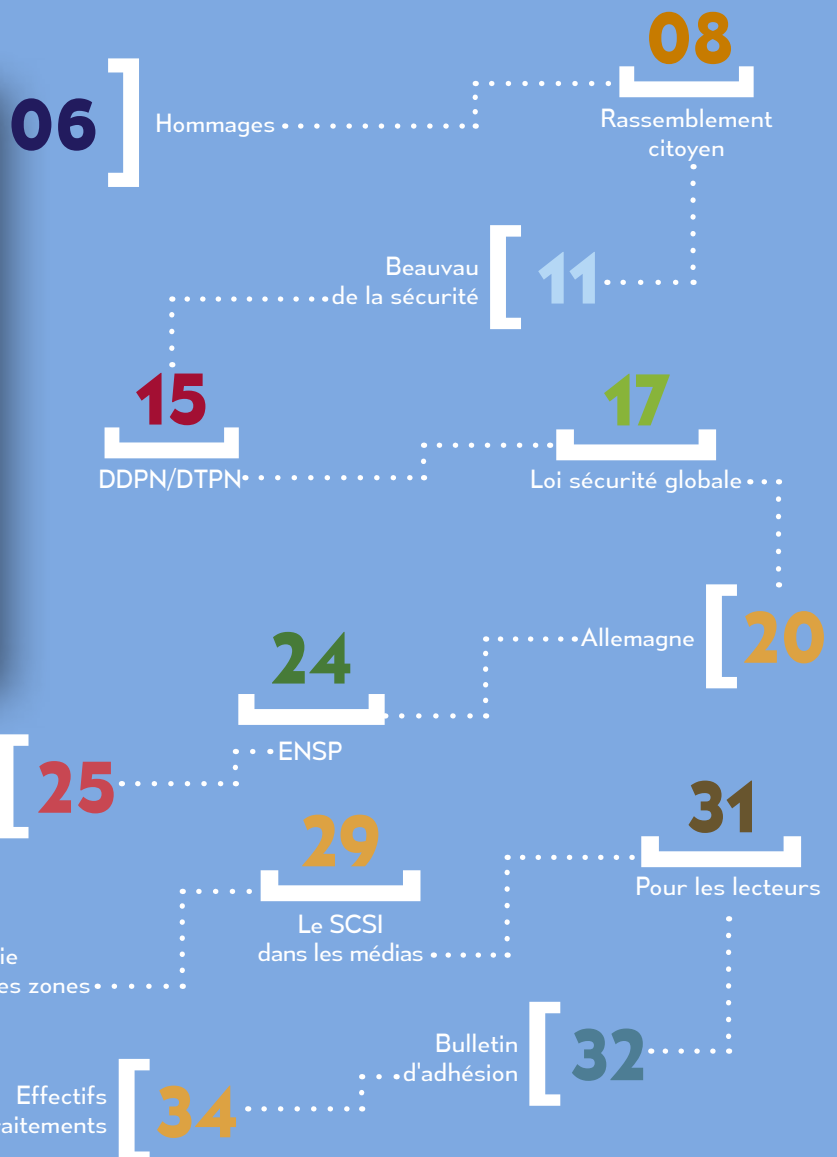 06
Hommages
08
Rassemblement
citoyen
11
Beauvau
de la sécurité
15
DDPN/DTPN
17
Loi sécurité globale
20
Allemagne
24
ENSP
25
29
Le SCSI
dans les médias
31
Pour les lecteurs
zones
32
Bulletin
d'adhésion
34
Effectifs